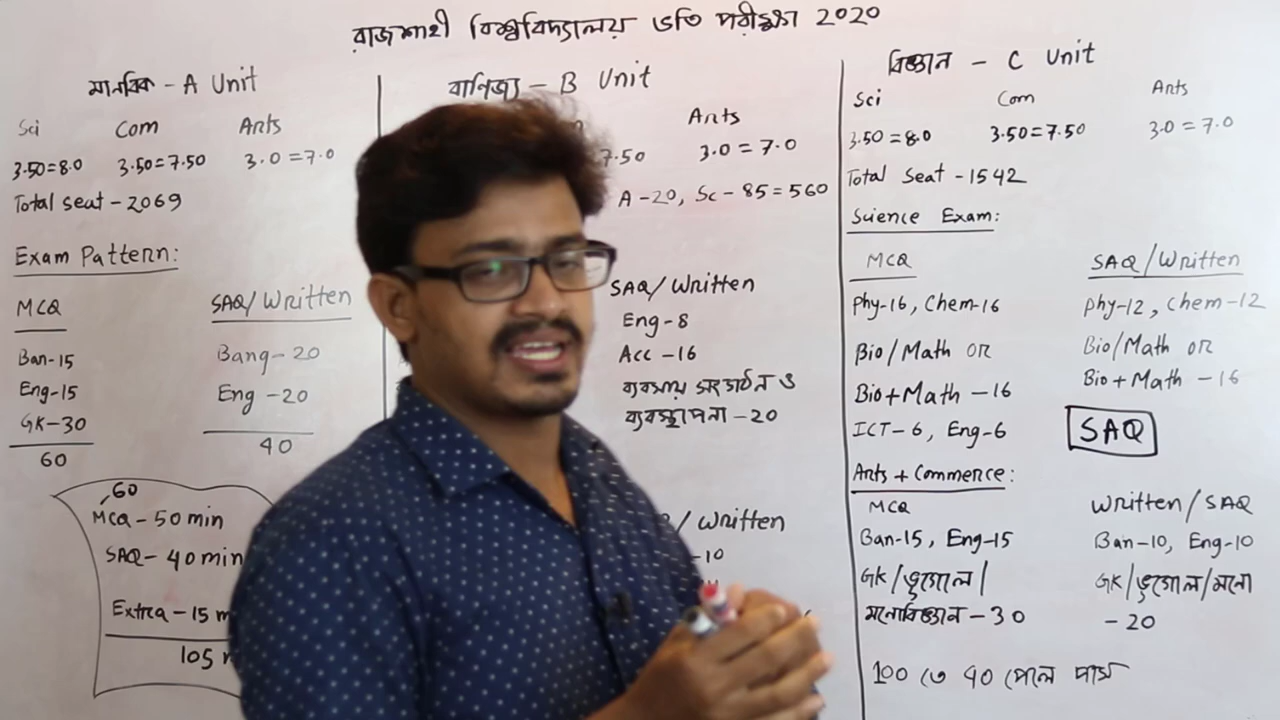 রাজশাহী বিশ্ববিদ্যালয় ভর্তি পরীক্ষা 2020
মানবিক - A Unit
Sci Com Arts
3.50=8.0 3.50=7.50 3.0=7.0
Total seat - 2069
Exam Pattern:
MCQ SAQ/Written
Ban-15 Bang-20
Eng-15 Eng-20
GK-30 40
60
60
MCQ - 50 min
SAQ - 40 min
Extra - 15 m
105
বানিজ্য - B Unit
Arts
7.50 3.0 = 7.0
A-20, Sc - 85 = 560
SAQ/Written
Eng-8
Acc -16
ব্যবসায় সংগঠন ও
ব্যবস্থাপনা -20
/ Written
-10
বিজ্ঞান - C Unit
Sci Com Arts
3.50=8.0 3.50=7.50 3.0=7.0
Total Seat -1542
Science Exam:
MCQ SAQ/Written
Phy-16, Chem-16 Phy-12, Chem-12
Bio/Math OR Bio/Math OR
Bio+Math -16 Bio+Math -16
ICT-6, Eng-6 SAQ
Arts + Commerce:
MCQ Written/SAQ
Ban-15, Eng-15 Ban-10, Eng-10
GK/ভুগোল/ GK/ভুগোল/মনো
মনোবিজ্ঞান - 30 - 20
100 তে 40 পেলে পাস